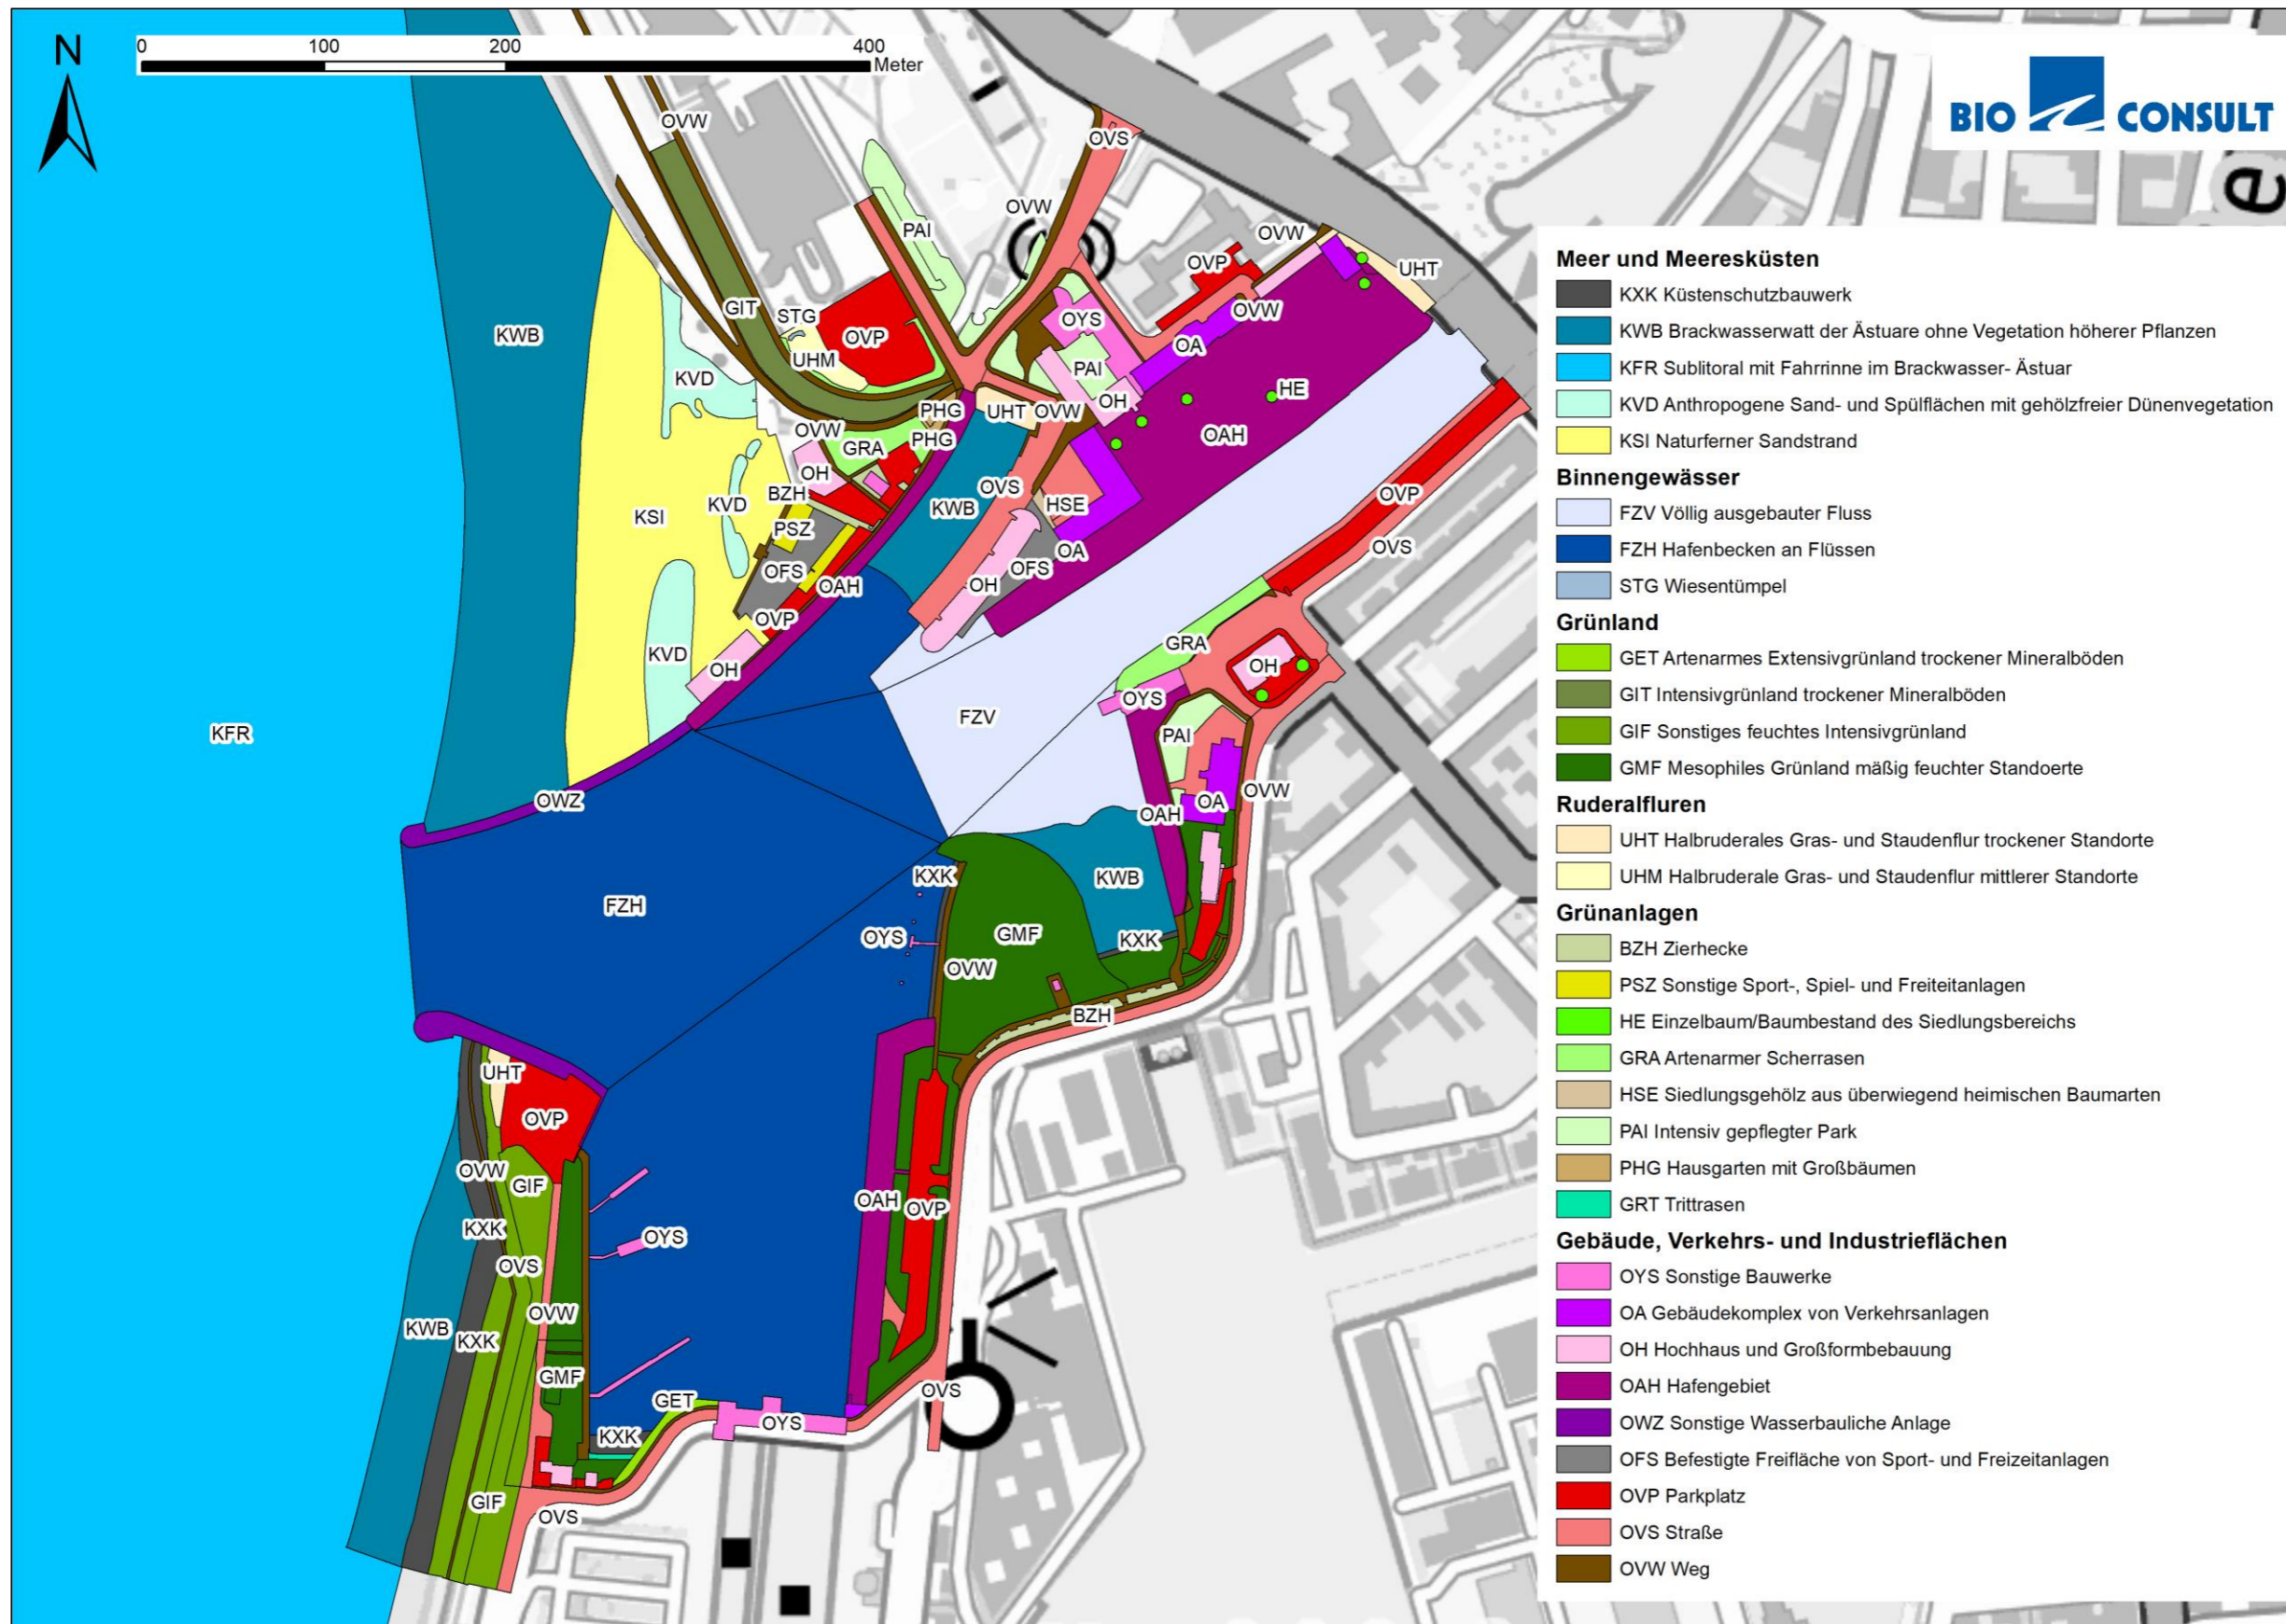 N
0 100 200 400
Meter
BIO CONSULT
e
OVW
OVS
OVW
PAI
OVW
OVP
UHT
GIT
STG
OVP
OYS
OVW
KWB
UHM
OA
PAI
KVD
HE
PHG
UHT
OVW
OH
OVW
PHG
OAH
GRA
OH
OVS
BZH
OVP
KVD
HSE
KWB
KSI
PSZ
OVS
OA
OFS
OFS
OAH
OH
OVP
GRA
KVD
OH
OH
OYS
FZV
KFR
PAI
OVW
OWZ
OA
OAH
KXK
KWB
FZH
GMF
OYS
KXK
OVW
BZH
UHT
OVP
OVW
GIF
OAH
OVP
KXK
OYS
OVS
OVW
KWB
KXK
GMF
OVS
GET
OYS
KXK
GIF
OVS
Meer und Meeresküsten
KXK Küstenschutzbauwerk
KWB Brackwasserwatt der Ästuare ohne Vegetation höherer Pflanzen
KFR Sublitoral mit Fahrrinne im Brackwasser- Ästuar
KVD Anthropogene Sand- und Spülflächen mit gehölzfreier Dünenvegetation
KSI Naturferner Sandstrand
Binnengewässer
FZV Völlig ausgebauter Fluss
FZH Hafenbecken an Flüssen
STG Wiesentümpel
Grünland
GET Artenarmes Extensivgrünland trockener Mineralböden
GIT Intensivgrünland trockener Mineralböden
GIF Sonstiges feuchtes Intensivgrünland
GMF Mesophiles Grünland mäßig feuchter Standoerte
Ruderalfluren
UHT Halbruderales Gras- und Staudenflur trockener Standorte
UHM Halbruderale Gras- und Staudenflur mittlerer Standorte
Grünanlagen
BZH Zierhecke
PSZ Sonstige Sport-, Spiel- und Freiteitanlagen
HE Einzelbaum/Baumbestand des Siedlungsbereichs
GRA Artenarmer Scherrasen
HSE Siedlungsgehölz aus überwiegend heimischen Baumarten
PAI Intensiv gepflegter Park
PHG Hausgarten mit Großbäumen
GRT Trittrasen
Gebäude, Verkehrs- und Industrieflächen
OYS Sonstige Bauwerke
OA Gebäudekomplex von Verkehrsanlagen
OH Hochhaus und Großformbebauung
OAH Hafengebiet
OWZ Sonstige Wasserbauliche Anlage
OFS Befestigte Freifläche von Sport- und Freizeitanlagen
OVP Parkplatz
OVS Straße
OVW Weg